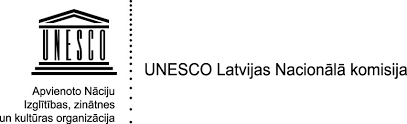 UNESCO
Apvienoto Nāciju
Izglītības, zinātnes
un kultūras organizācija
UNESCO Latvijas Nacionālā komisija